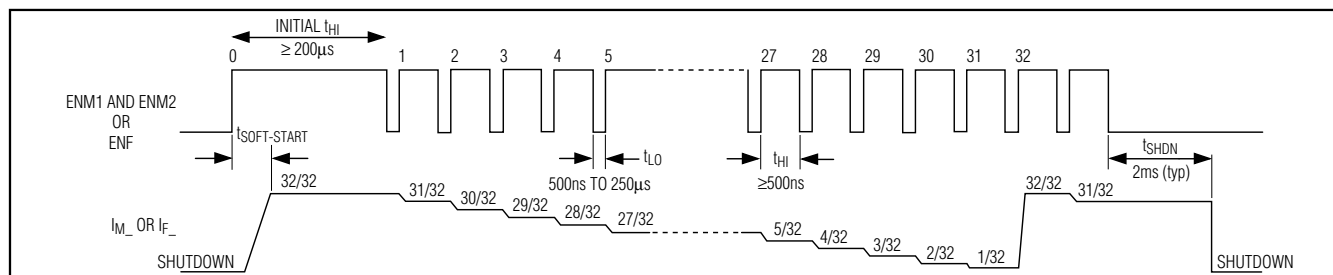 INITIAL tHI
≥ 200µs
0 1 2 3 4 5 27 28 29 30 31 32
ENM1 AND ENM2
OR
ENF
tSOFT-START
tLO
500ns TO 250µs
tHI
≥500ns
tSHDN
2ms (typ)
32/32 31/32 30/32 29/32 28/32 27/32 5/32 4/32 3/32 2/32 1/32 32/32 31/32
IM_ OR IF_
SHUTDOWN SHUTDOWN